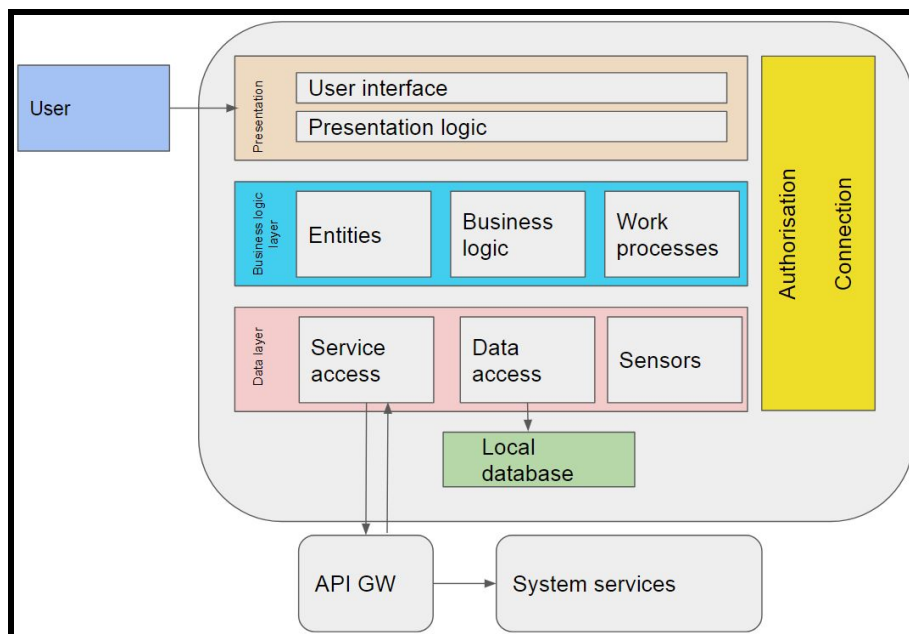 User
Presentation
User interface
Presentation logic
Business logic
layer
Entities
Business
logic
Work
processes
Data layer
Service
access
Data
access
Sensors
Authorisation
Connection
Local
database
API GW
System services